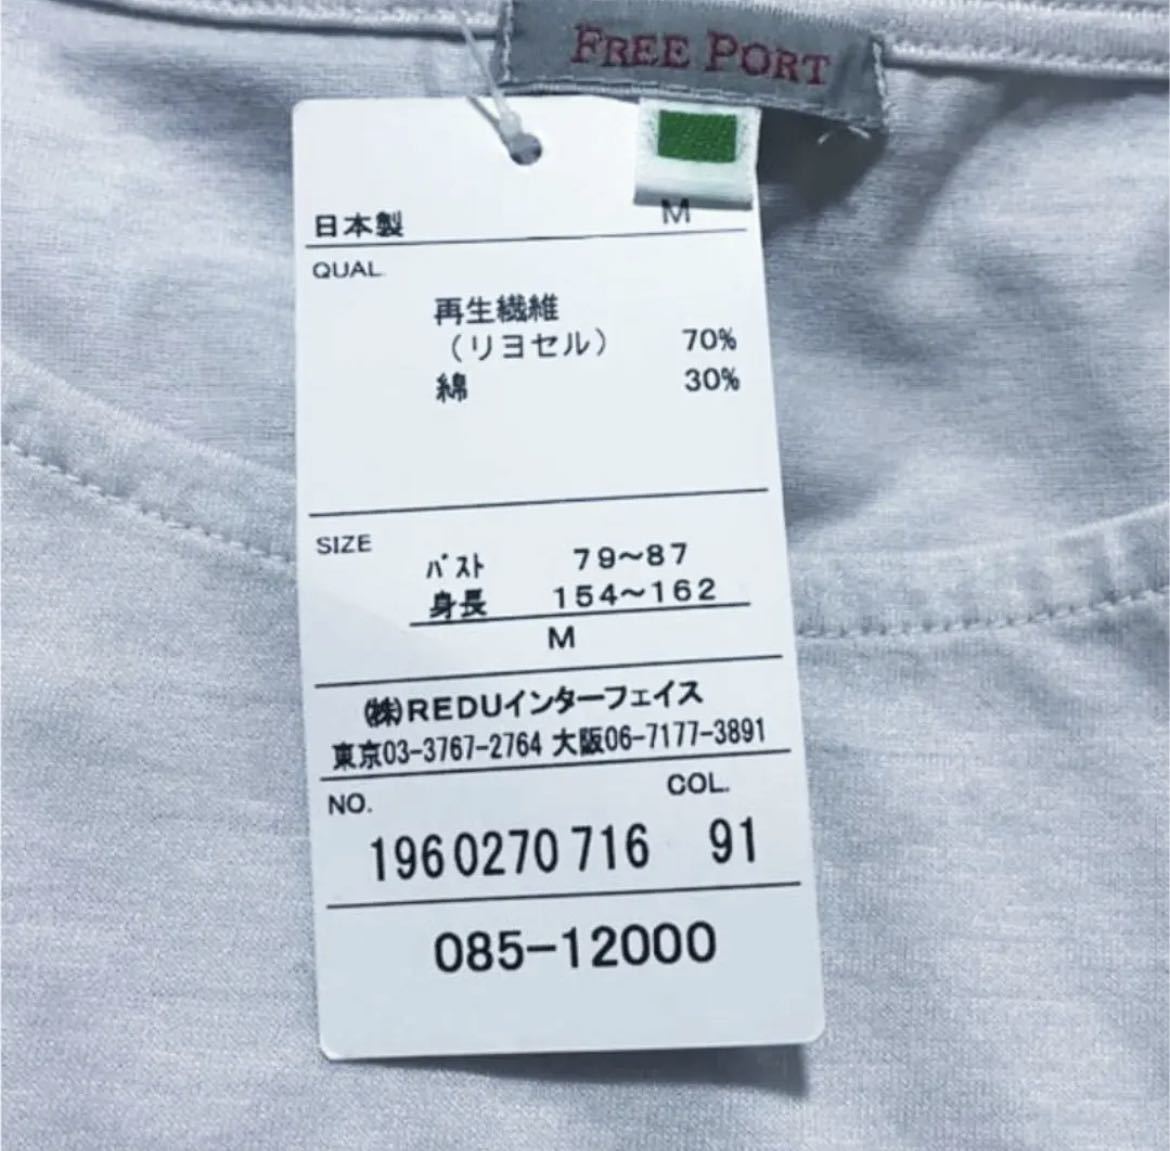 FREE PORT
M
日本製
QUAL.
再生繊維
（リヨセル） 70%
綿 30%
SIZE
バスト 79～87
身長 154～162
M
㈱REDUインターフェイス
東京03-3767-2764 大阪06-7177-3891
NO. COL.
1960270716 91
085-12000